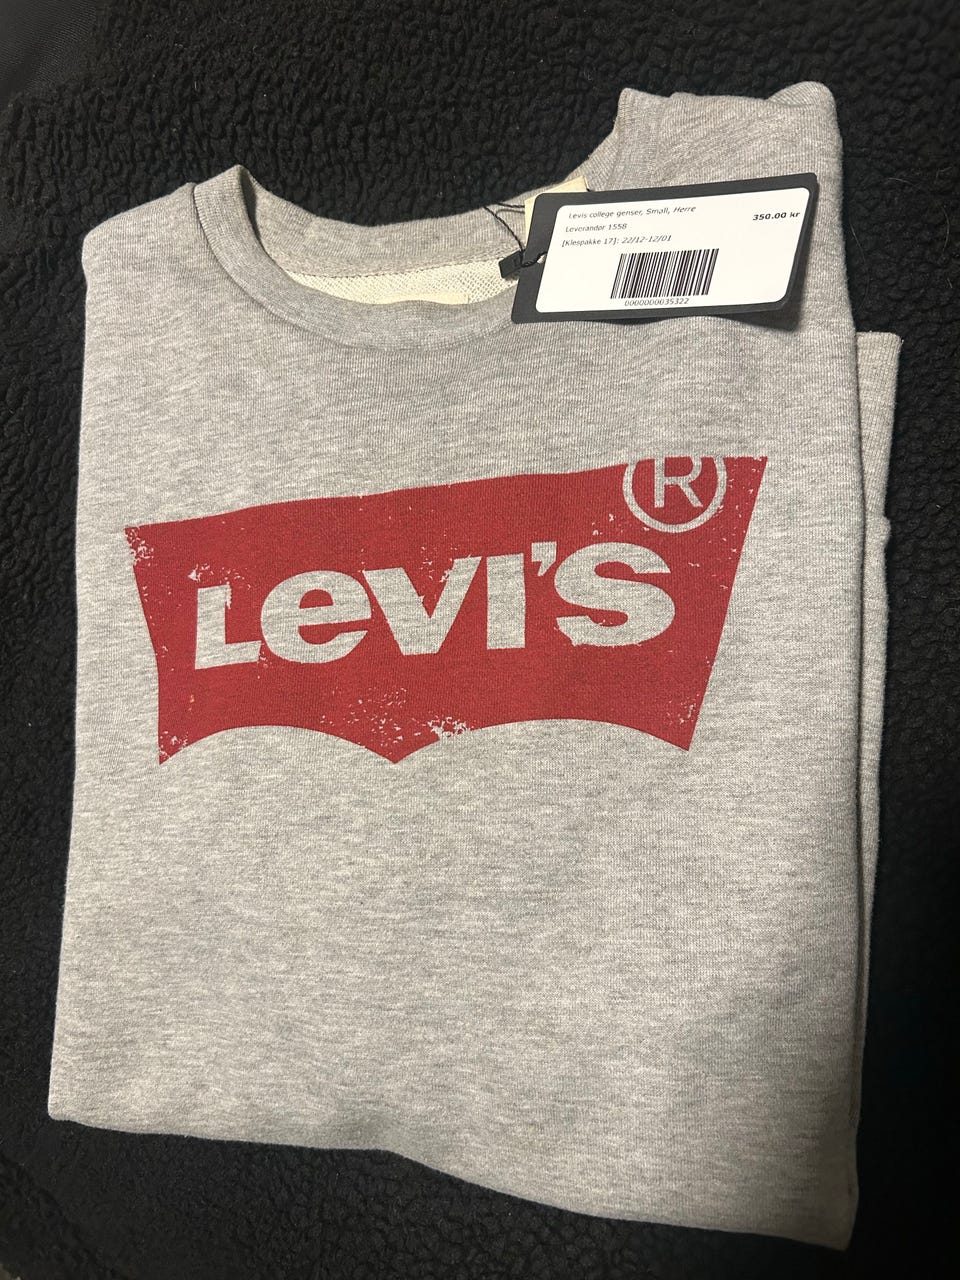 Levis college genser, Small, Herre
350.00 kr
Leverandør 1558
[Klespakke 17]: 22/12-12/01
0000000035322
®
Levi's